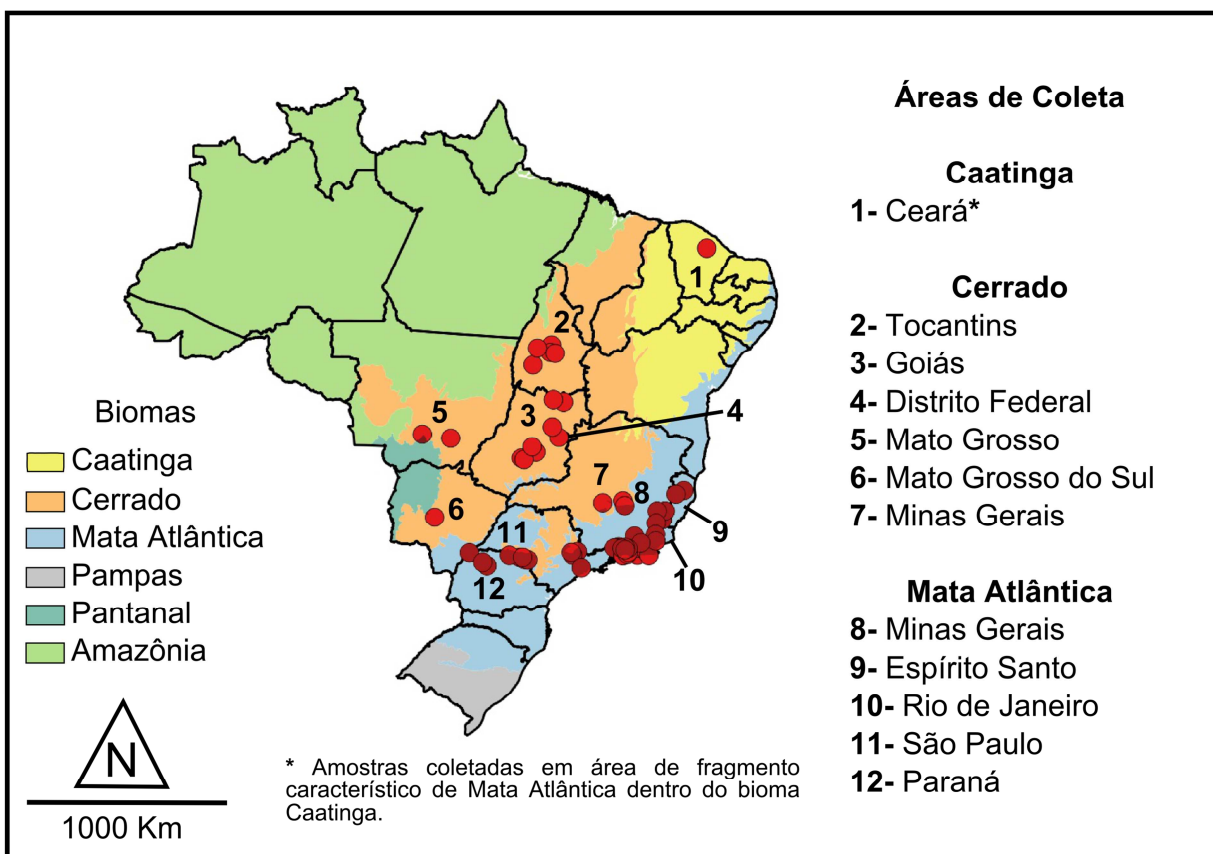 Áreas de Coleta
Caatinga
1- Ceará*
Cerrado
2- Tocantins
3- Goiás
4- Distrito Federal
5- Mato Grosso
6- Mato Grosso do Sul
7- Minas Gerais
Mata Atlântica
8- Minas Gerais
9- Espírito Santo
10- Rio de Janeiro
11- São Paulo
12- Paraná
1
2
3
4
5
6
7
8
9
10
11
12
Biomas
Caatinga
Cerrado
Mata Atlântica
Pampas
Pantanal
Amazônia
N
1000 Km
* Amostras coletadas em área de fragmento
característico de Mata Atlântica dentro do bioma
Caatinga.